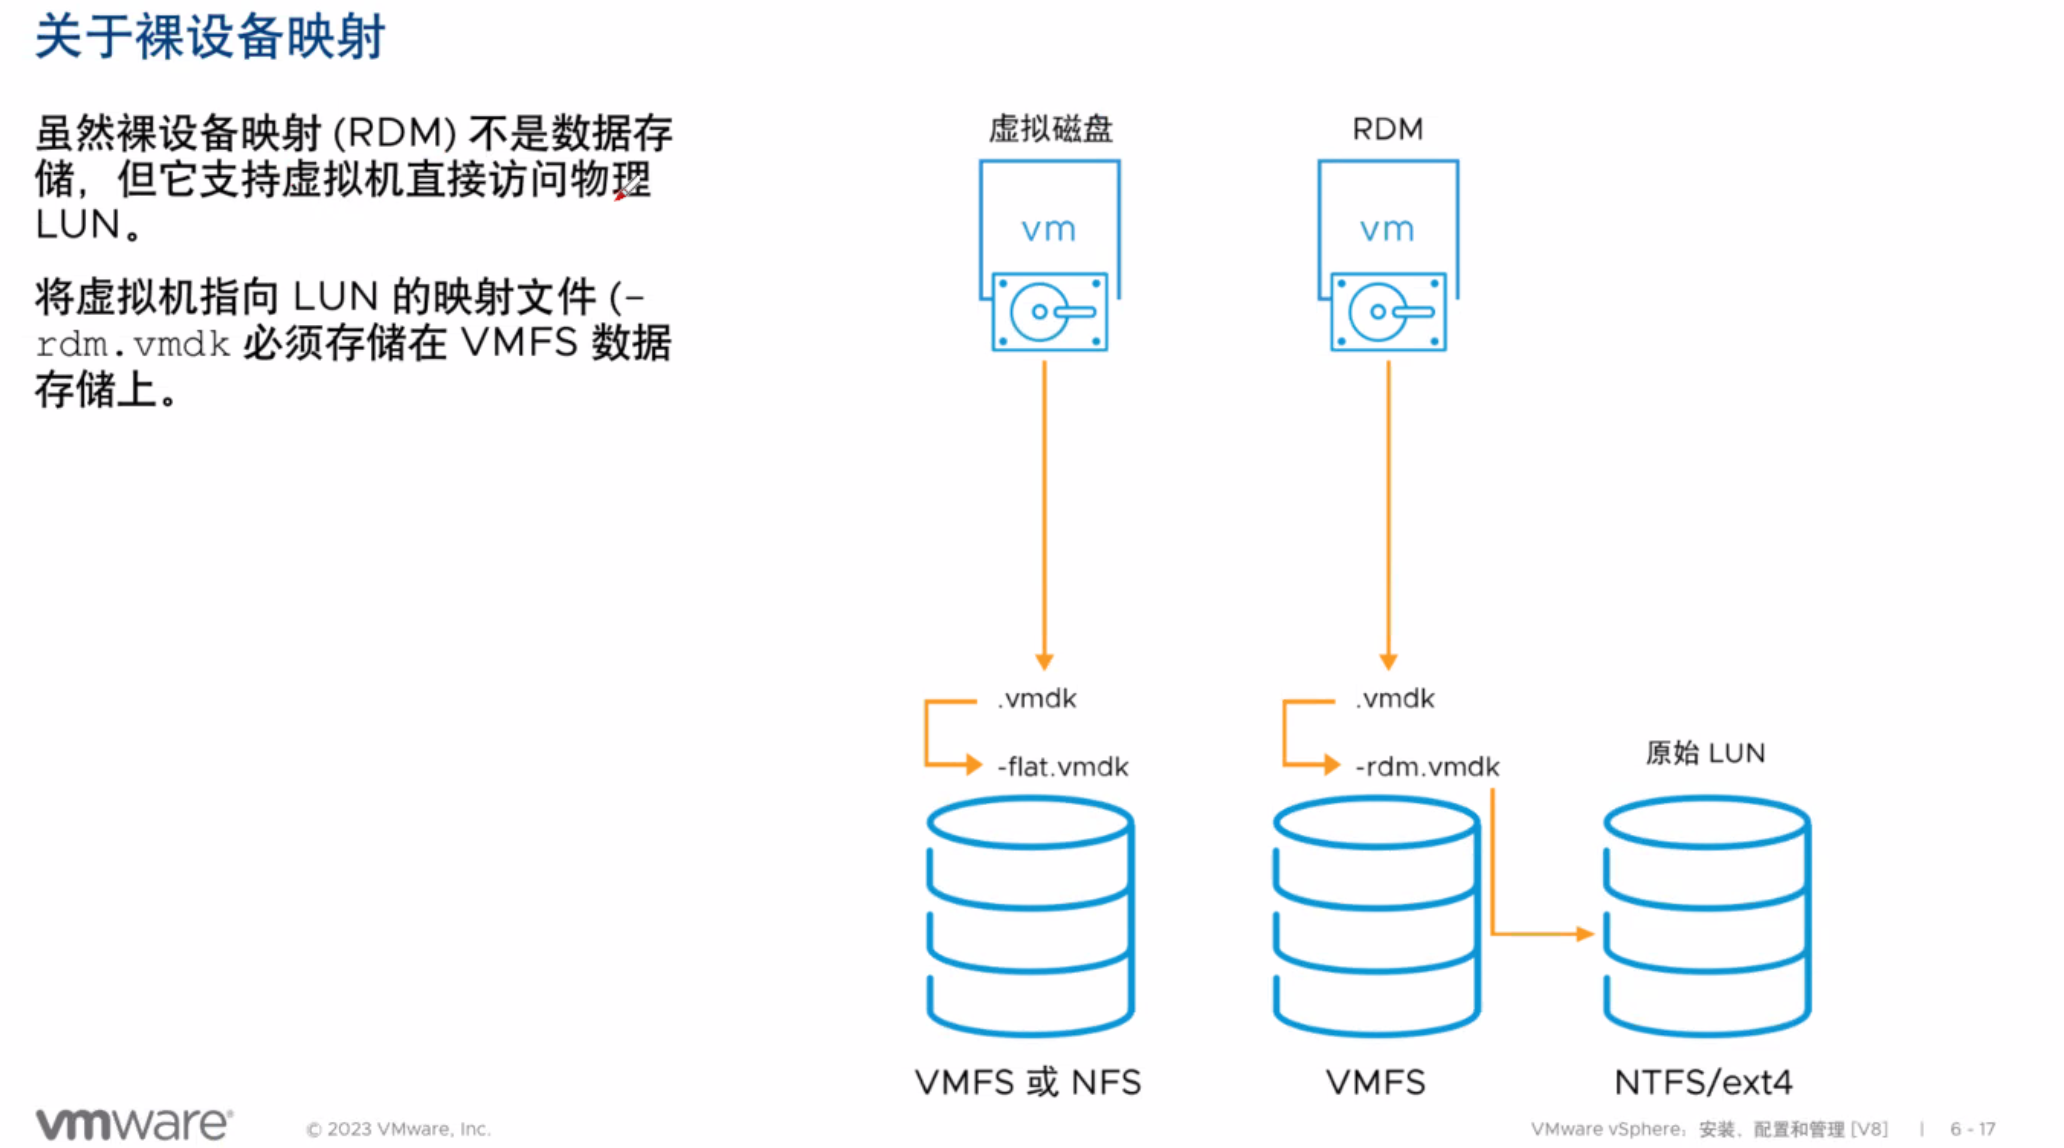 关于裸设备映射
虽然裸设备映射 (RDM) 不是数据存
储，但它支持虚拟机直接访问物理
LUN。
将虚拟机指向 LUN 的映射文件 (-
rdm.vmdk 必须存储在 VMFS 数据
存储上。
虚拟磁盘
RDM
vm
vm
.vmdk
-flat.vmdk
.vmdk
-rdm.vmdk
原始 LUN
VMFS 或 NFS
VMFS
NTFS/ext4
vmware®
© 2023 VMware, Inc.
VMware vSphere：安装、配置和管理 [V8] | 6 - 17